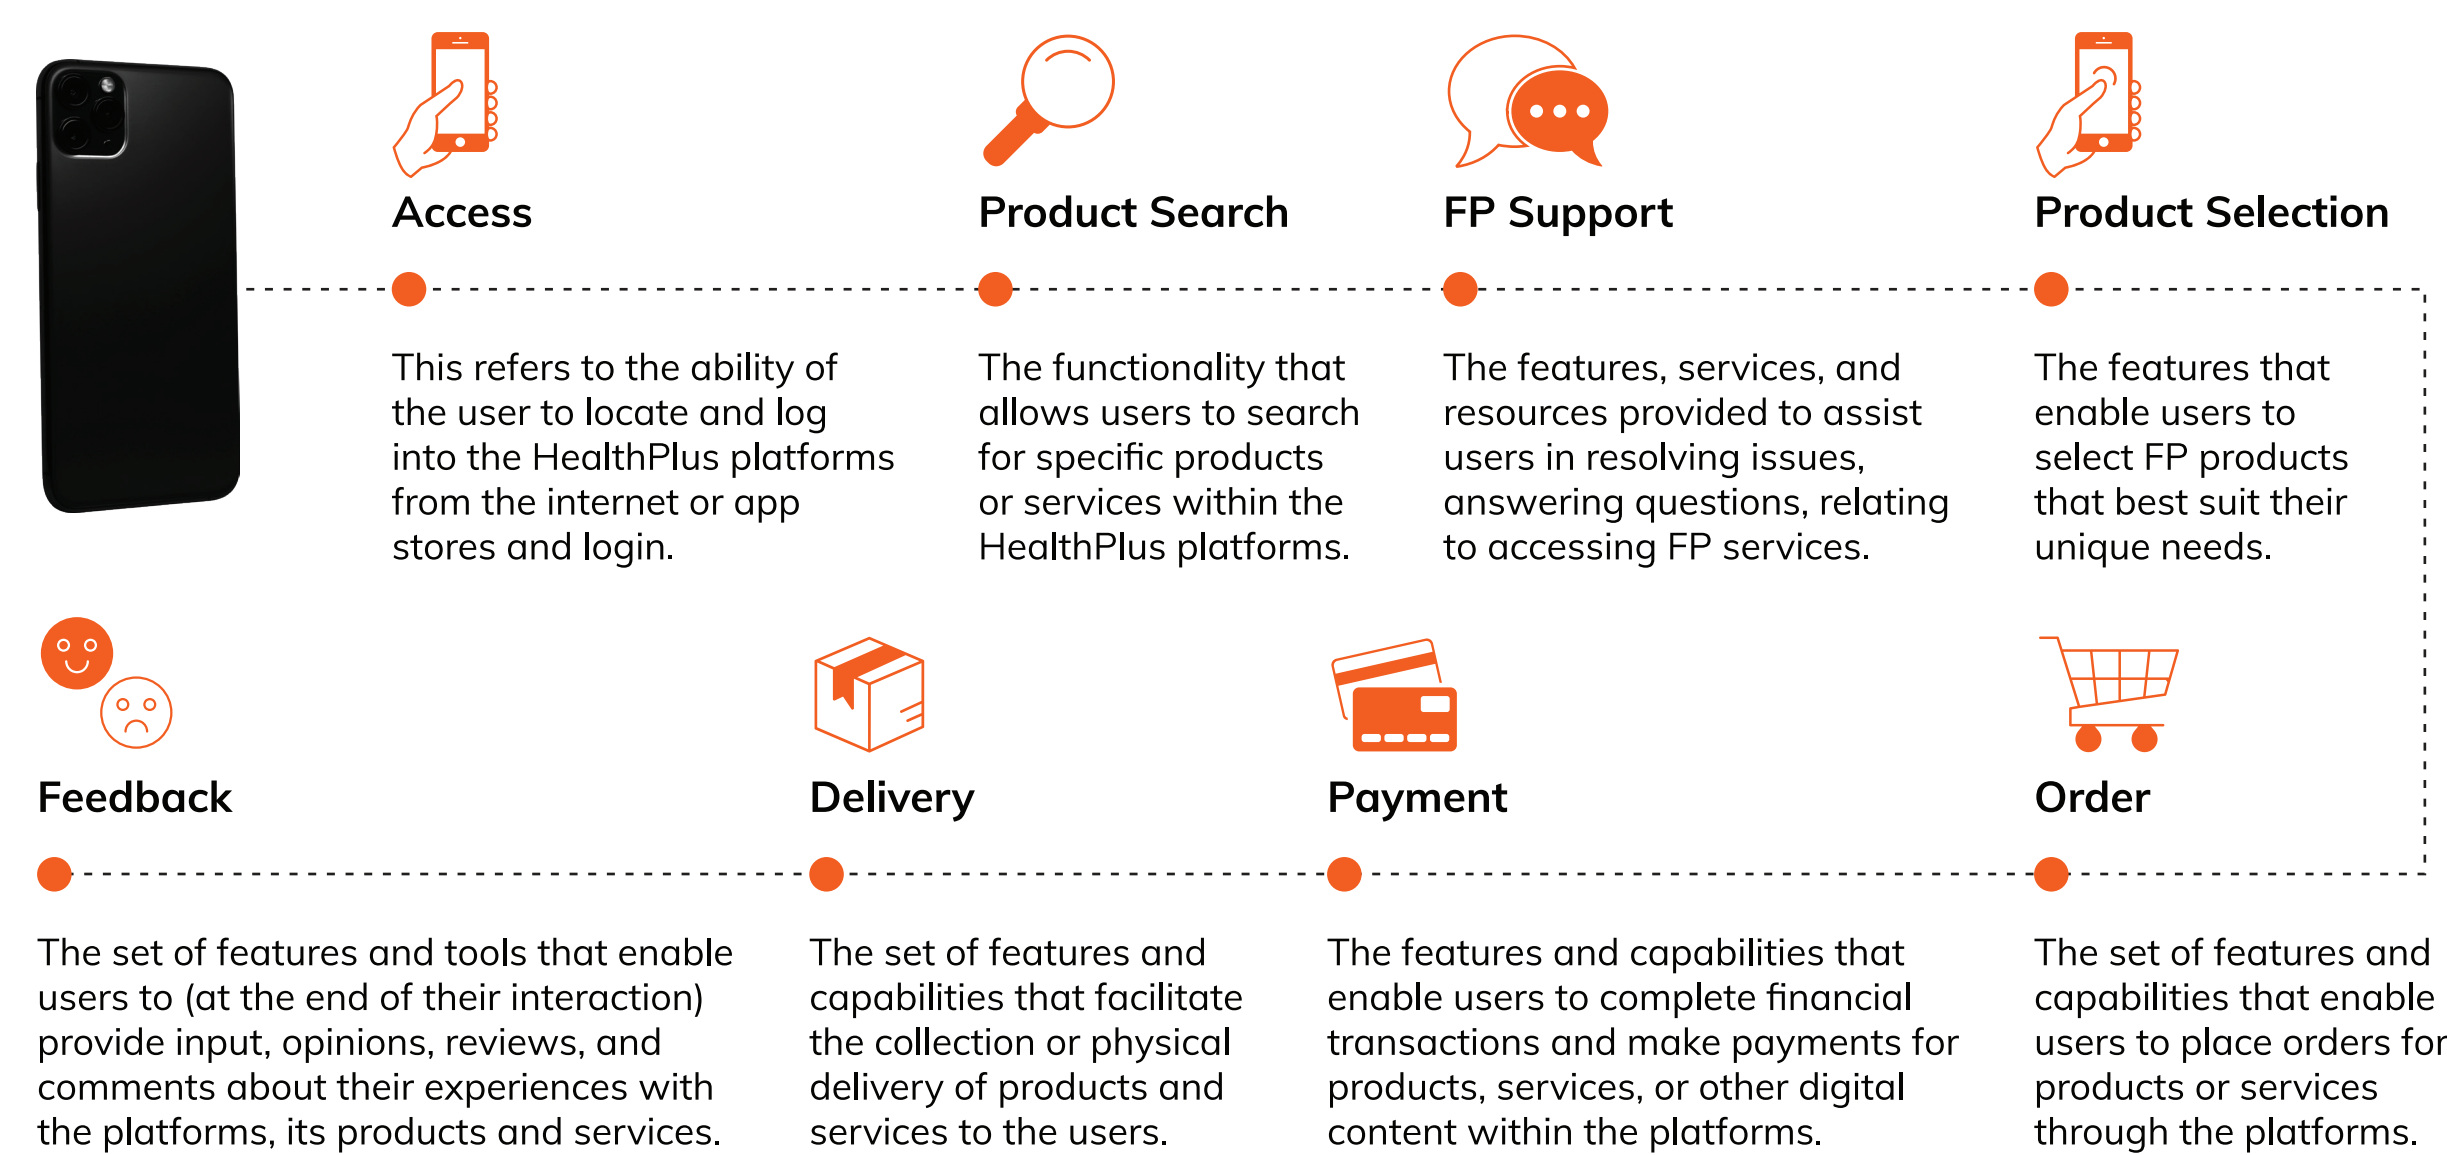 Access
This refers to the ability of
the user to locate and log
into the HealthPlus platforms
from the internet or app
stores and login.
Product Search
The functionality that
allows users to search
for specific products
or services within the
HealthPlus platforms.
FP Support
The features, services, and
resources provided to assist
users in resolving issues,
answering questions, relating
to accessing FP services.
Product Selection
The features that
enable users to
select FP products
that best suit their
unique needs.
Order
The set of features and
capabilities that enable
users to place orders for
products or services
through the platforms.
Payment
The features and capabilities that
enable users to complete financial
transactions and make payments for
products, services, or other digital
content within the platforms.
Delivery
The set of features and
capabilities that facilitate
the collection or physical
delivery of products and
services to the users.
Feedback
The set of features and tools that enable
users to (at the end of their interaction)
provide input, opinions, reviews, and
comments about their experiences with
the platforms, its products and services.